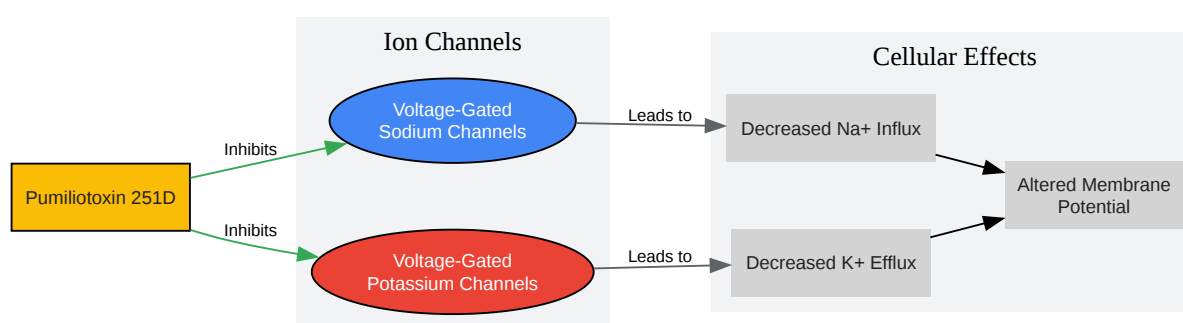 Pumiliotoxin 251D
Inhibits
Inhibits
Ion Channels
Voltage-Gated
Sodium Channels
Voltage-Gated
Potassium Channels
Leads to
Leads to
Cellular Effects
Decreased Na+ Influx
Decreased K+ Efflux
Altered Membrane
Potential